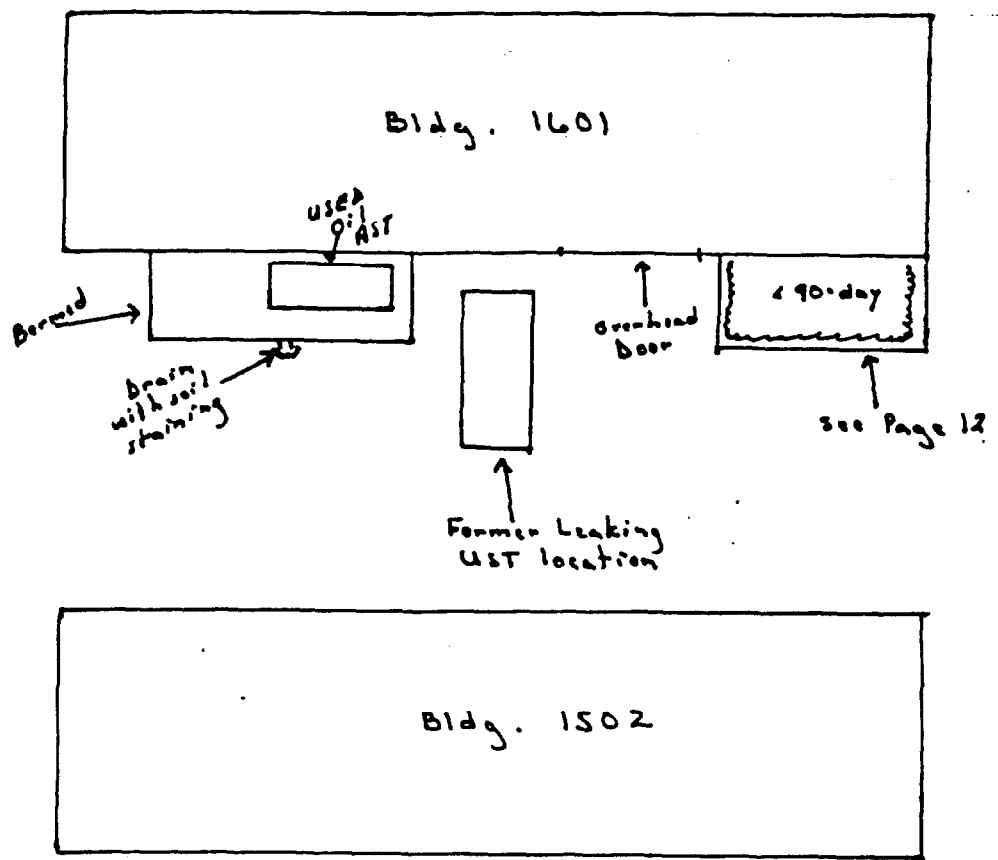 Bldg. 1601
USED
Oil
AST
Bermed
< 90-day
overhead
Door
Drain
with soil
staining
see Page 12
Former Leaking
UST location
Bldg. 1502